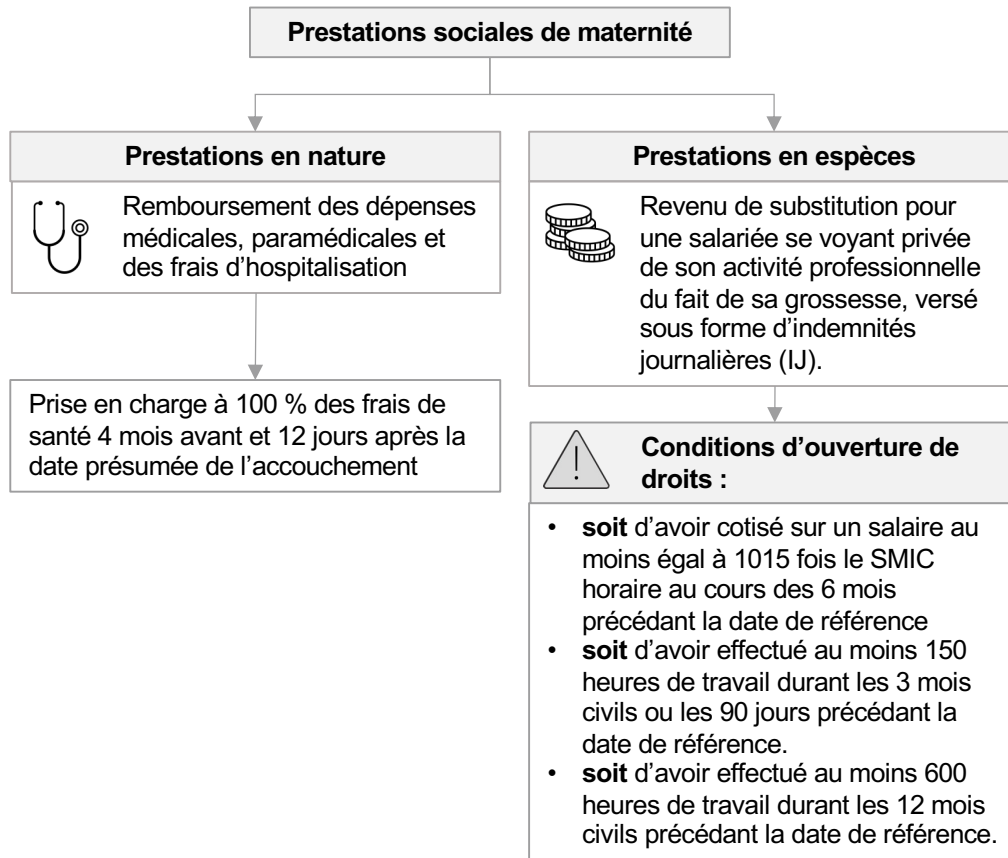 Prestations sociales de maternité
Prestations en nature
Remboursement des dépenses
médicales, paramédicales et
des frais d’hospitalisation
Prise en charge à 100 % des frais de
santé 4 mois avant et 12 jours après la
date présumée de l’accouchement
Prestations en espèces
Revenu de substitution pour
une salariée se voyant privée
de son activité professionnelle
du fait de sa grossesse, versé
sous forme d’indemnités
journalières (IJ).
Conditions d’ouverture de
droits :
• soit d’avoir cotisé sur un salaire au
moins égal à 1015 fois le SMIC
horaire au cours des 6 mois
précédant la date de référence
• soit d’avoir effectué au moins 150
heures de travail durant les 3 mois
civils ou les 90 jours précédant la
date de référence.
• soit d’avoir effectué au moins 600
heures de travail durant les 12 mois
civils précédant la date de référence.